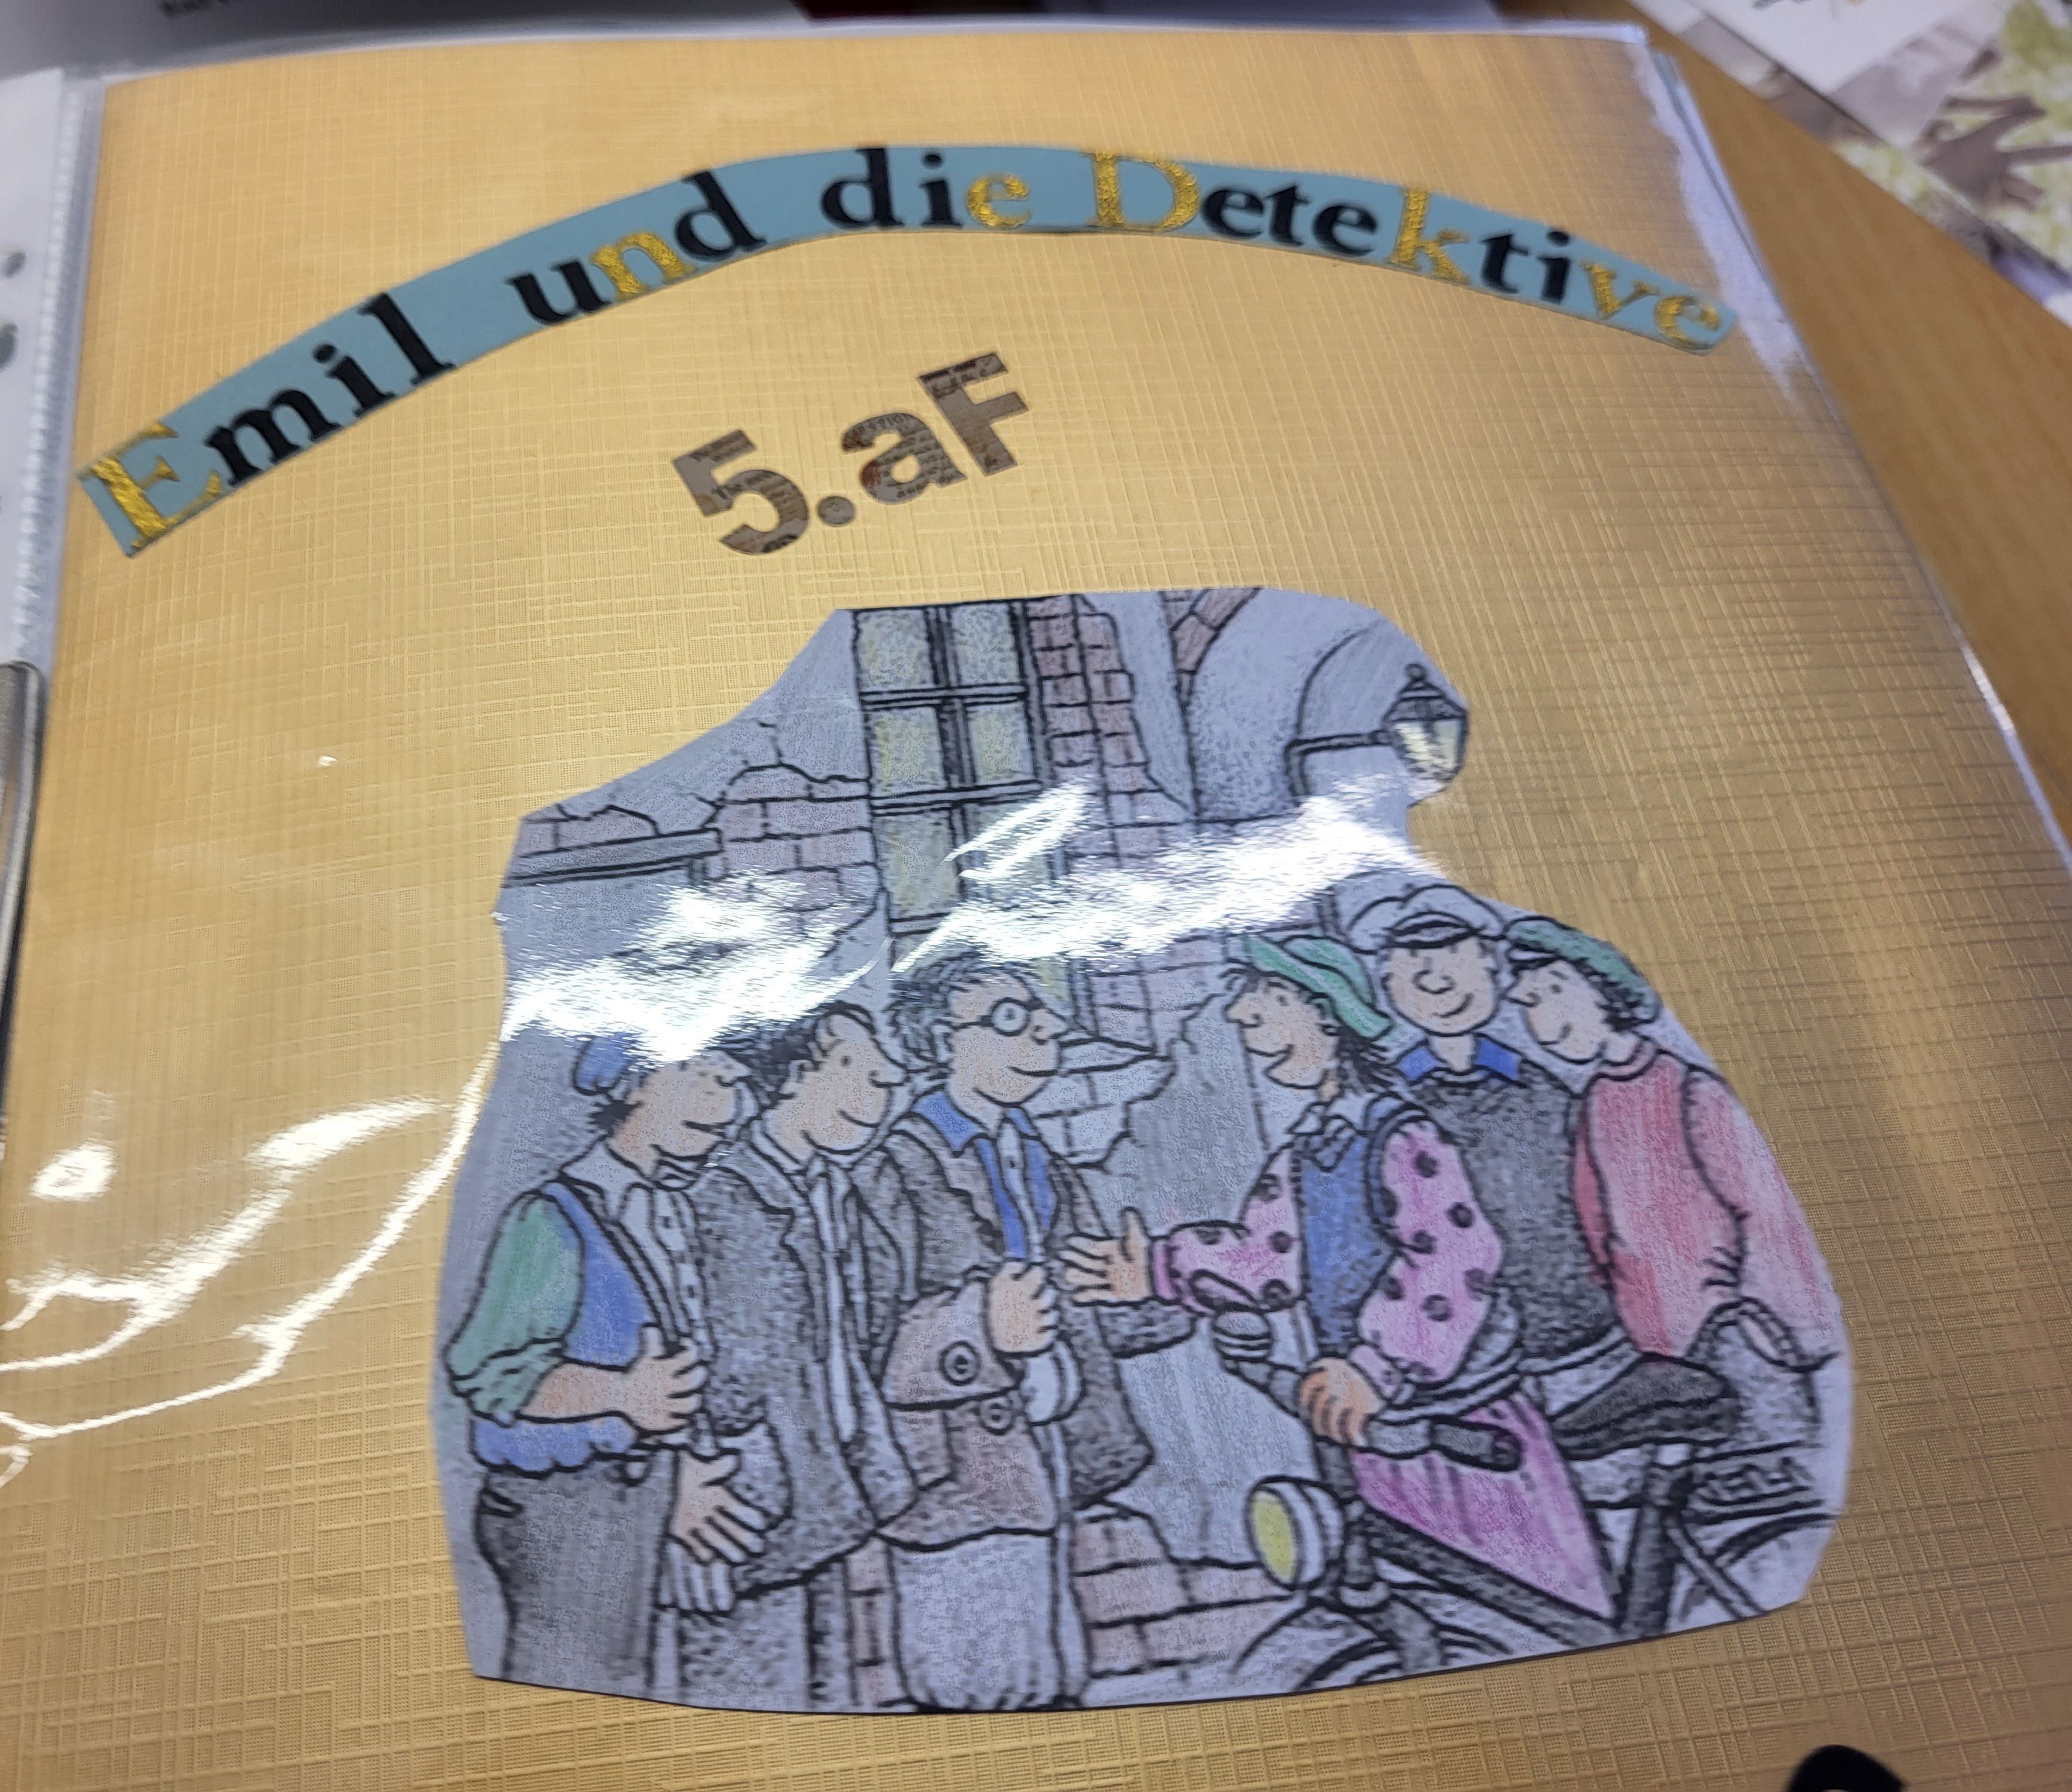 Emil und die Detektive
5.aF